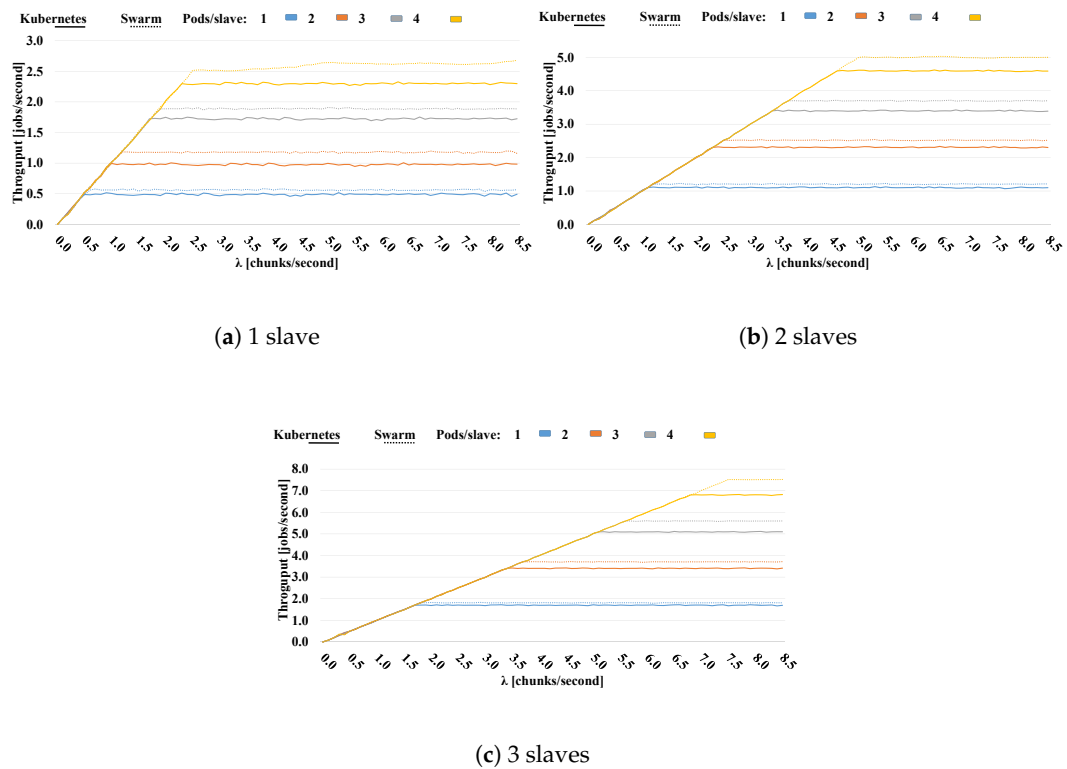 Kubernetes Swarm Pods/slave: 1 2 3 4
3.0
2.5
2.0
1.5
1.0
0.5
0.0
Throguput [jobs/second]
0.0 0.5 1.0 1.5 2.0 2.5 3.0 3.5 4.0 4.5 5.0 5.5 6.0 6.5 7.0 7.5 8.0 8.5
λ [chunks/second]
(a) 1 slave
Kubernetes Swarm Pods/slave: 1 2 3 4
5.0
4.0
3.0
2.0
1.0
0.0
Throguput [jobs/second]
0.0 0.5 1.0 1.5 2.0 2.5 3.0 3.5 4.0 4.5 5.0 5.5 6.0 6.5 7.0 7.5 8.0 8.5
λ [chunks/second]
(b) 2 slaves
Kubernetes Swarm Pods/slave: 1 2 3 4
8.0
7.0
6.0
5.0
4.0
3.0
2.0
1.0
0.0
Throguput [jobs/second]
0.0 0.5 1.0 1.5 2.0 2.5 3.0 3.5 4.0 4.5 5.0 5.5 6.0 6.5 7.0 7.5 8.0 8.5
λ [chunks/second]
(c) 3 slaves